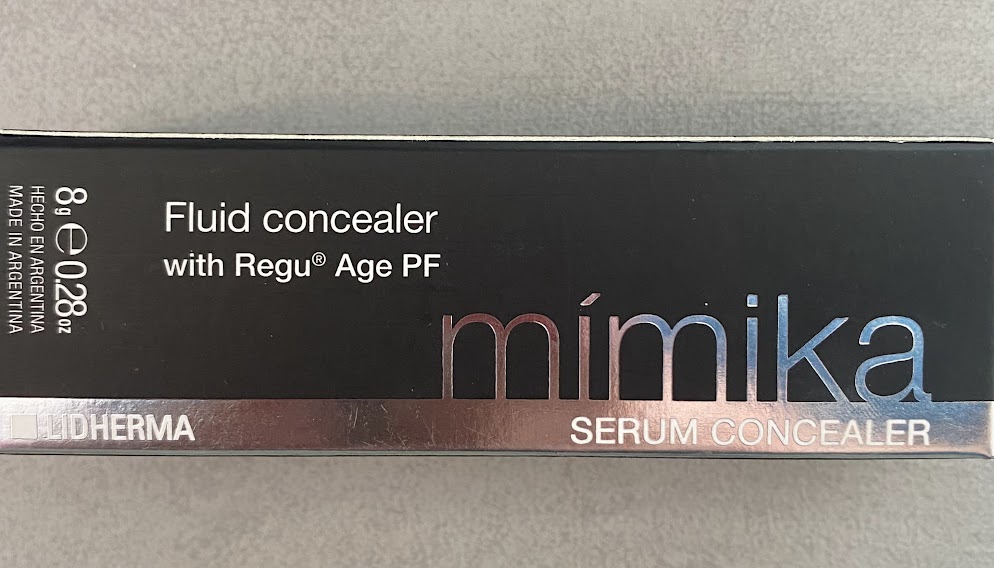 Fluid concealer
with Regu® Age PF
mímika
SERUM CONCEALER
LIDHERMA
8g e 0.28oz
HECHO EN ARGENTINA
MADE IN ARGENTINA